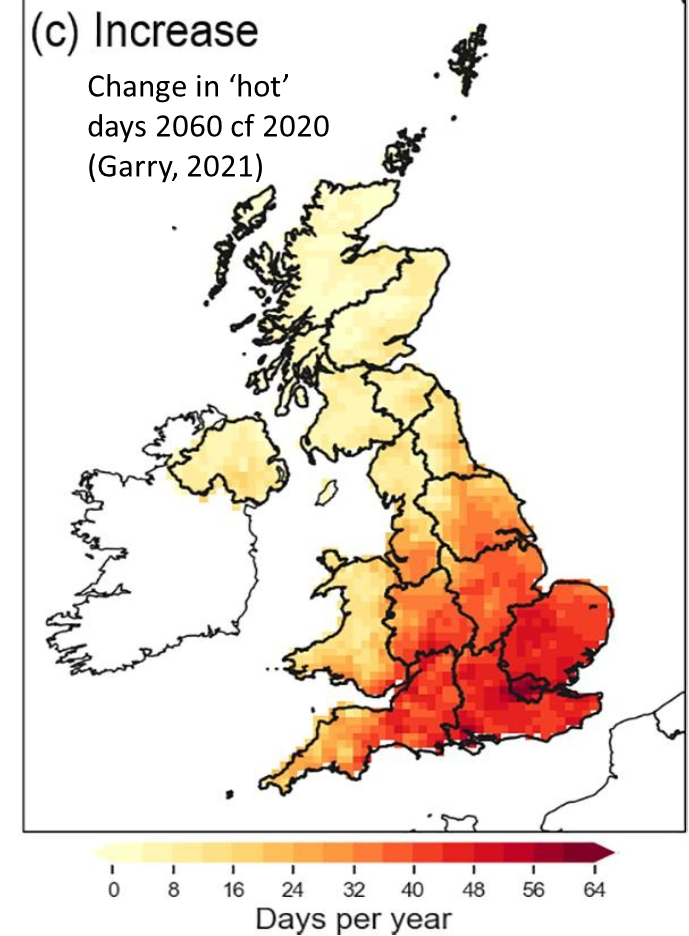 (c) Increase
Change in ‘hot’
days 2060 cf 2020
(Garry, 2021)
0 8 16 24 32 40 48 56 64
Days per year